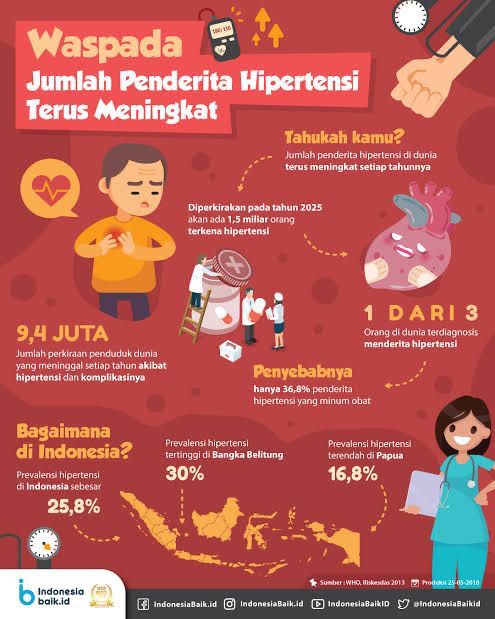 Waspada
Jumlah Penderita Hipertensi
Terus Meningkat
Tahukah kamu?
Jumlah penderita hipertensi di dunia
terus meningkat setiap tahunnya
Diperkirakan pada tahun 2025
akan ada 1,5 miliar orang
terkena hipertensi
1 DARI 3
Orang di dunia terdiagnosis
menderita hipertensi
9,4 JUTA
Jumlah perkiraan penduduk dunia
yang meninggal setiap tahun akibat
hipertensi dan komplikasinya
Penyebabnya
hanya 36,8% penderita
hipertensi yang minum obat
Bagaimana
di Indonesia?
Prevalensi hipertensi
di Indonesia sebesar
25,8%
Prevalensi hipertensi
tertinggi di Bangka Belitung
30%
Prevalensi hipertensi
terendah di Papua
16,8%
Sumber : WHO, Riskesdas 2013
Produksi 25-05-2018
Indonesia
baik.id
IndonesiaBaik.id
IndonesiaBaik.id
IndonesiaBaikID
@IndonesiaBaikid